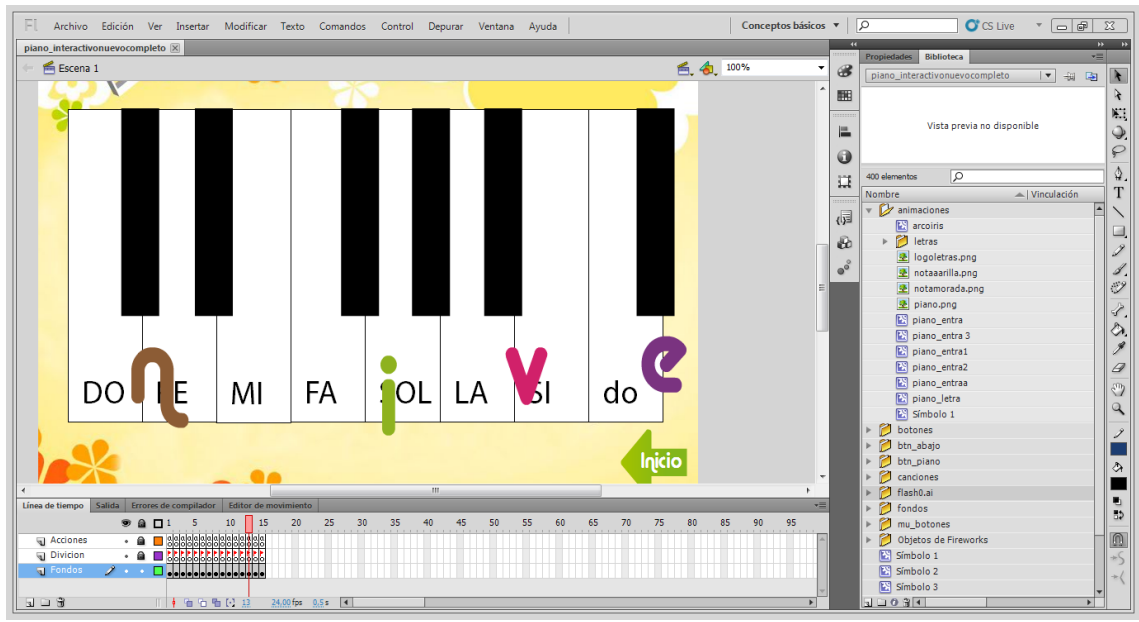 Fl Archivo Edición Ver Insertar Modificar Texto Comandos Control Depurar Ventana Ayuda Conceptos básicos CS Live
piano_interactivonuevocompleto
Escena 1 100%
DO RE MI FA SOL LA SI do
n i v e
Inicio
Línea de tiempo Salida Errores de compilador Editor de movimiento
1 5 10 15 20 25 30 35 40 45 50 55 60 65 70 75 80 85 90 95
Acciones
Division
Fondos
13 24,00 fps 0,5 s
Propiedades Biblioteca
piano_interactivonuevocompleto
Vista previa no disponible
400 elementos
Nombre Vinculación
animaciones
arcoiris
letras
logoletras.png
notaaarilla.png
notamorada.png
piano.png
piano_entra
piano_entra 3
piano_entra1
piano_entra2
piano_entraa
piano_letra
Símbolo 1
botones
btn_abajo
btn_piano
canciones
flash0.ai
fondos
mu_botones
Objetos de Fireworks
Símbolo 1
Símbolo 2
Símbolo 3
T